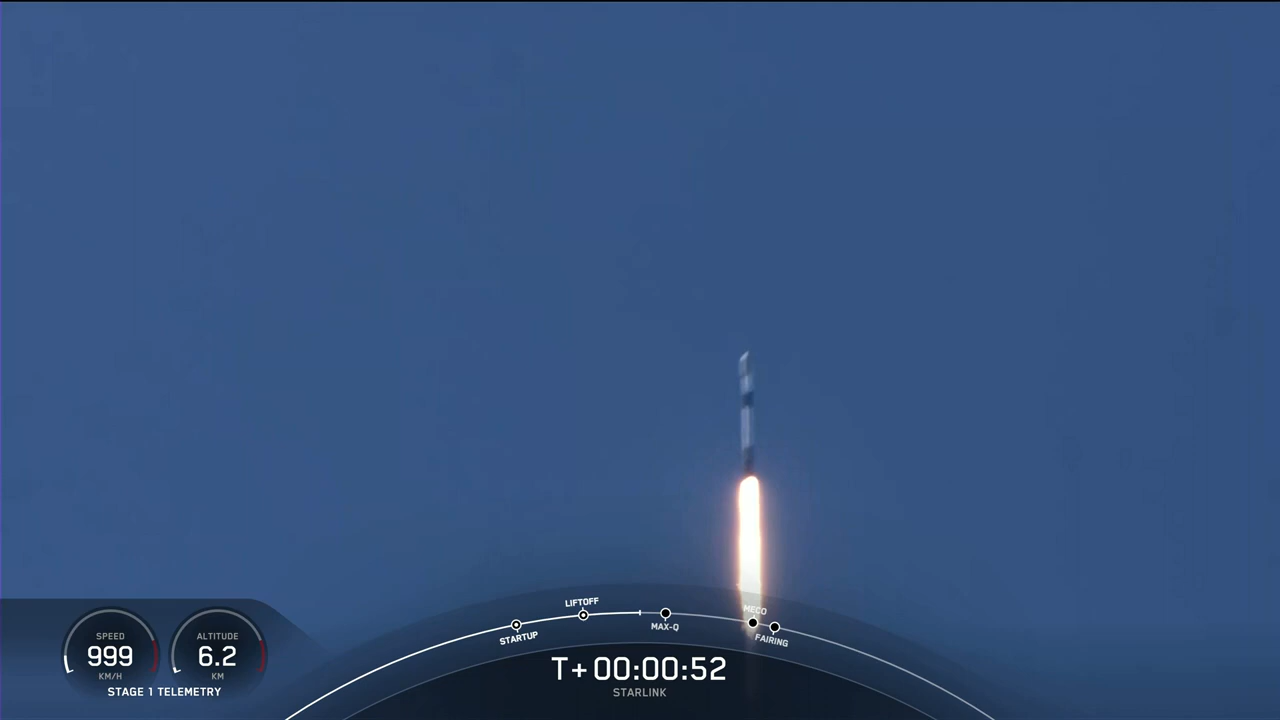 LIFTOFF
MECO
STARTUP
MAX-Q
FAIRING
SPEED
999
KM/H
ALTITUDE
6.2
KM
STAGE 1 TELEMETRY
T+00:00:52
STARLINK